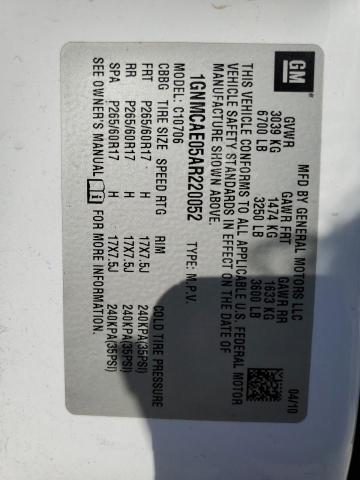 GM
MFD BY GENERAL MOTORS LLC 04/10
GVWR GAWR FRT GAWR RR
3039 KG 1474 KG 1633 KG
6700 LB 3250 LB 3600 LB
THIS VEHICLE CONFORMS TO ALL APPLICABLE U.S. FEDERAL MOTOR
VEHICLE SAFETY STANDARDS IN EFFECT ON THE DATE OF
MANUFACTURE SHOWN ABOVE.
1GNMCAE05AR220052 TYPE: M.P.V.
MODEL: C10706
CBBG TIRE SIZE SPEED RTG RIM COLD TIRE PRESSURE
FRT P265/60R17 H 17X7.5J 240KPA(35PSI)
RR P265/60R17 H 17X7.5J 240KPA(35PSI)
SPA P265/60R17 H 17X7.5J 240KPA(35PSI)
SEE OWNER'S MANUAL